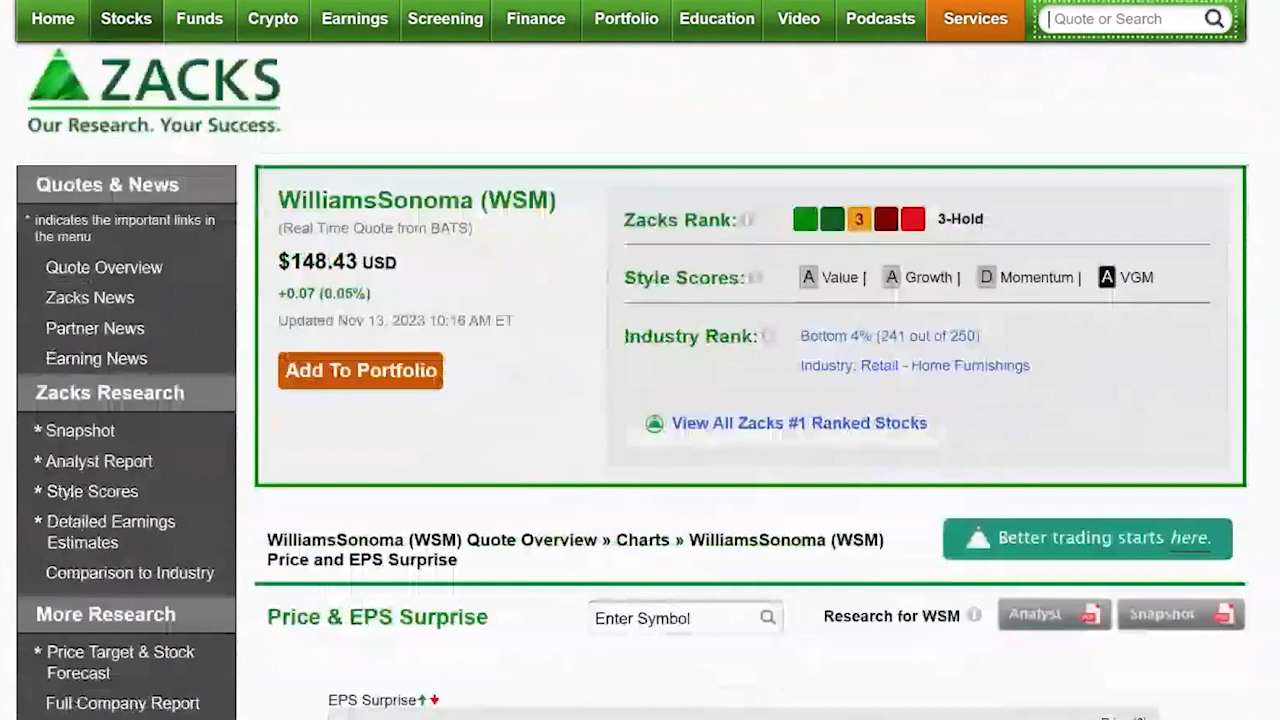 Home Stocks Funds Crypto Earnings Screening Finance Portfolio Education Video Podcasts Services Quote or Search
ZACKS
Our Research. Your Success.
Quotes & News
* indicates the important links in
the menu
Quote Overview
Zacks News
Partner News
Earning News
Zacks Research
* Snapshot
* Analyst Report
* Style Scores
* Detailed Earnings
Estimates
Comparison to Industry
More Research
* Price Target & Stock
Forecast
Full Company Report
WilliamsSonoma (WSM)
(Real Time Quote from BATS)
$148.43 USD
+0.07 (0.05%)
Updated Nov 13, 2023 10:16 AM ET
Add To Portfolio
Zacks Rank: 3 3-Hold
Style Scores: A Value | A Growth | D Momentum | A VGM
Industry Rank: Bottom 4% (241 out of 250)
Industry: Retail - Home Furnishings
View All Zacks #1 Ranked Stocks
WilliamsSonoma (WSM) Quote Overview » Charts » WilliamsSonoma (WSM)
Price and EPS Surprise
Better trading starts here.
Price & EPS Surprise Enter Symbol Research for WSM Analyst Snapshot
EPS Surprise